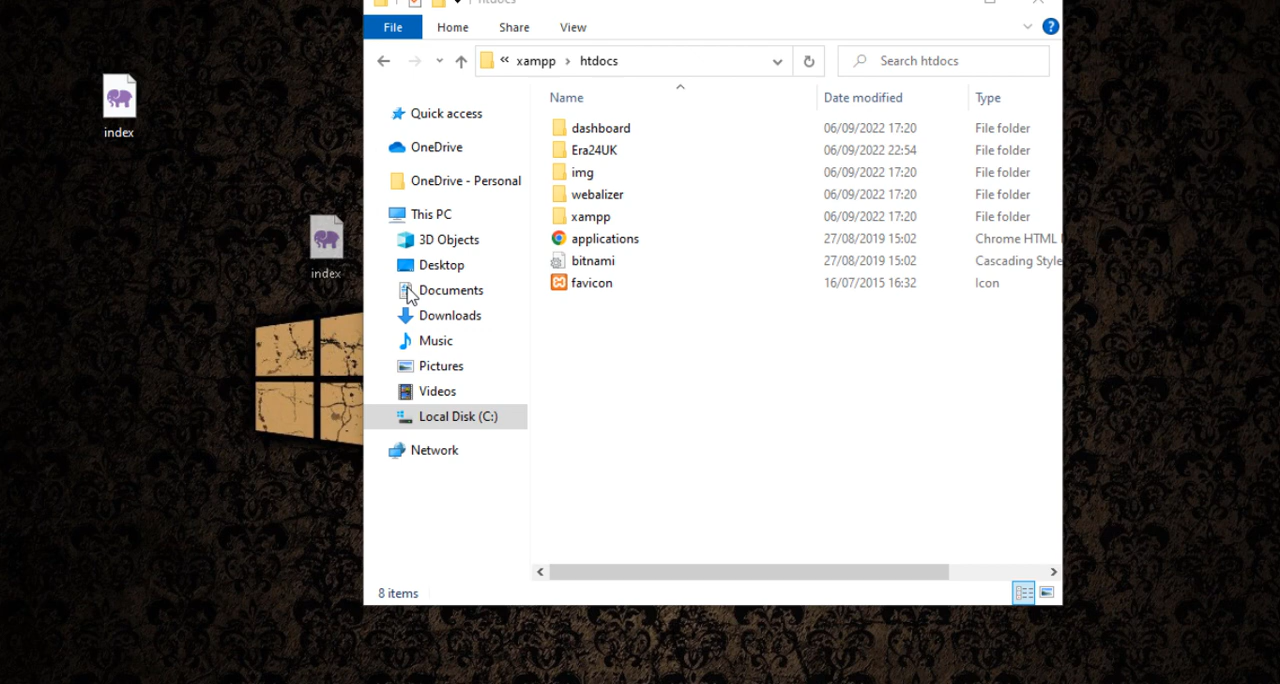 htdocs
File Home Share View
« xampp › htdocs Search htdocs
Name Date modified Type
index
Quick access
OneDrive
OneDrive - Personal
This PC
3D Objects
Desktop
Documents
Downloads
Music
Pictures
Videos
Local Disk (C:)
Network
dashboard 06/09/2022 17:20 File folder
Era24UK 06/09/2022 22:54 File folder
img 06/09/2022 17:20 File folder
webalizer 06/09/2022 17:20 File folder
xampp 06/09/2022 17:20 File folder
applications 27/08/2019 15:02 Chrome HTML
bitnami 27/08/2019 15:02 Cascading Style
favicon 16/07/2015 16:32 Icon
index
8 items